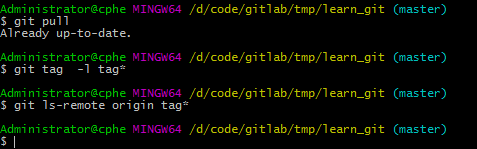 Administrator@cphe MINGW64 /d/code/gitlab/tmp/learn_git (master)
$ git pull
Already up-to-date.
Administrator@cphe MINGW64 /d/code/gitlab/tmp/learn_git (master)
$ git tag  -l tag*
Administrator@cphe MINGW64 /d/code/gitlab/tmp/learn_git (master)
$ git ls-remote origin tag*
Administrator@cphe MINGW64 /d/code/gitlab/tmp/learn_git (master)
$